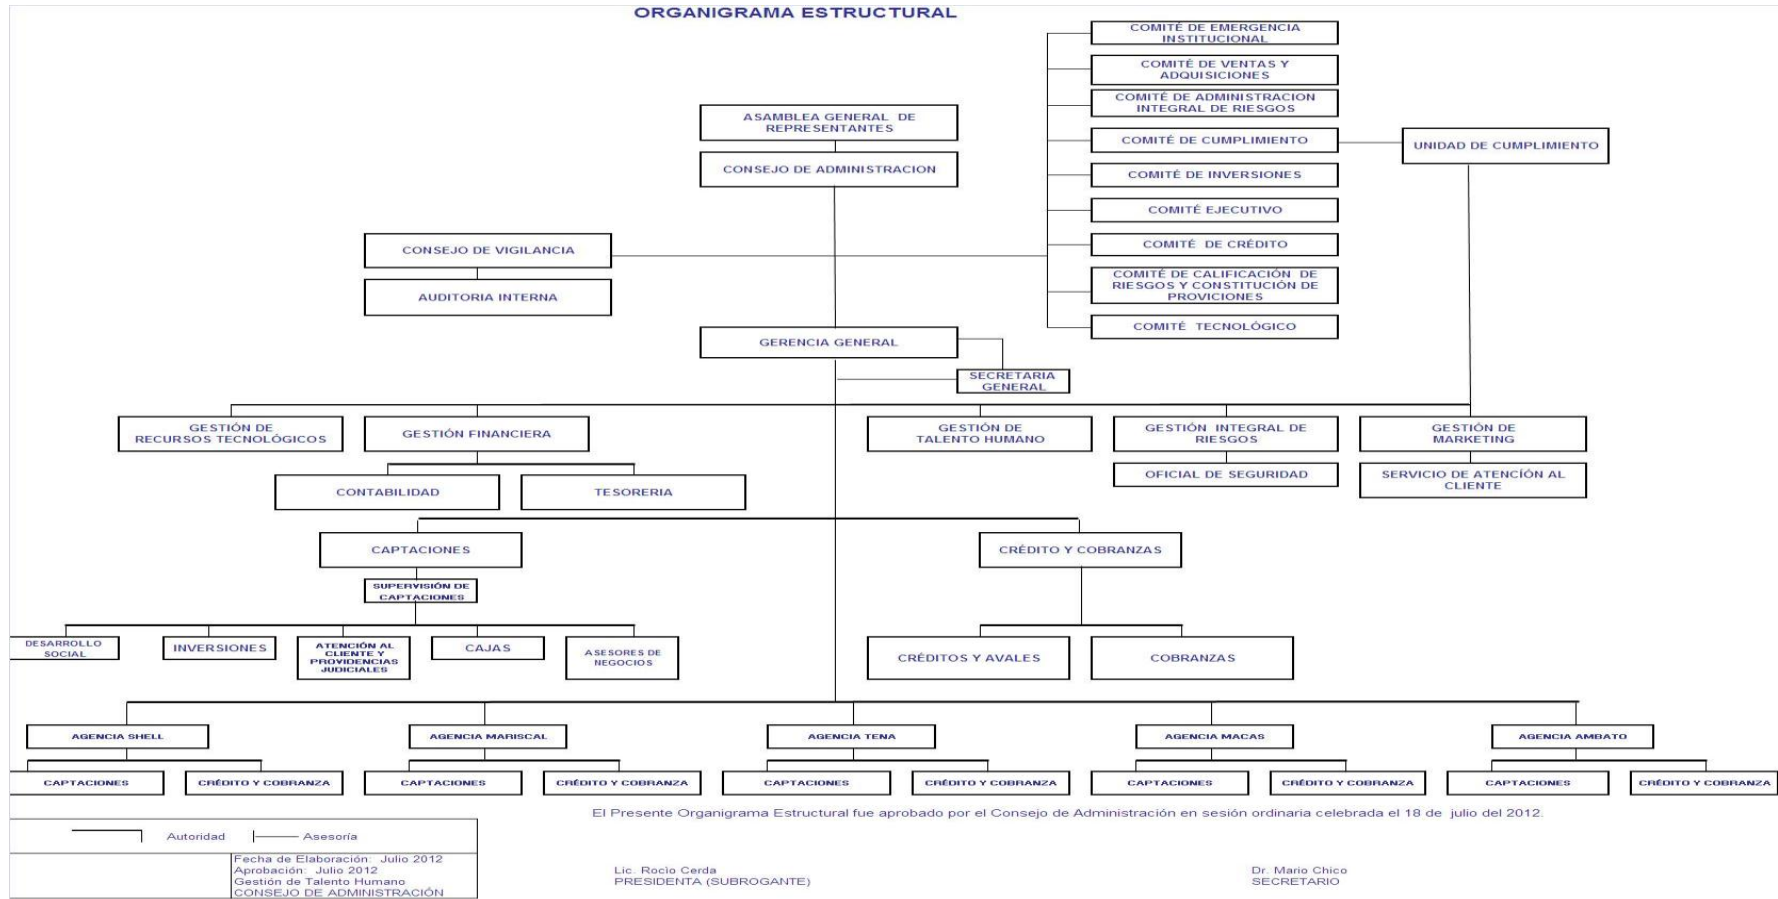 ORGANIGRAMA ESTRUCTURAL
COMITÉ DE EMERGENCIA
INSTITUCIONAL
COMITÉ DE VENTAS Y
ADQUISICIONES
COMITÉ DE ADMINISTRACION
INTEGRAL DE RIESGOS
ASAMBLEA GENERAL DE
REPRESENTANTES
COMITÉ DE CUMPLIMIENTO
UNIDAD DE CUMPLIMIENTO
CONSEJO DE ADMINISTRACION
COMITÉ DE INVERSIONES
COMITÉ EJECUTIVO
CONSEJO DE VIGILANCIA
COMITÉ DE CRÉDITO
COMITÉ DE CALIFICACIÓN DE
RIESGOS Y CONSTITUCIÓN DE
PROVICIONES
AUDITORIA INTERNA
COMITÉ TECNOLÓGICO
GERENCIA GENERAL
SECRETARIA
GENERAL
GESTIÓN DE
RECURSOS TECNOLÓGICOS
GESTIÓN FINANCIERA
GESTIÓN DE
TALENTO HUMANO
GESTIÓN INTEGRAL DE
RIESGOS
GESTIÓN DE
MARKETING
OFICIAL DE SEGURIDAD
SERVICIO DE ATENCÍÓN AL
CLIENTE
CONTABILIDAD
TESORERIA
CAPTACIONES
CRÉDITO Y COBRANZAS
SUPERVISIÓN DE
CAPTACIONES
DESARROLLO
SOCIAL
INVERSIONES
ATENCIÓN AL
CLIENTE Y
PROVIDENCIAS
JUDICIALES
CAJAS
ASESORES DE
NEGOCIOS
CRÉDITOS Y AVALES
COBRANZAS
AGENCIA SHELL
AGENCIA MARISCAL
AGENCIA TENA
AGENCIA MACAS
AGENCIA AMBATO
CAPTACIONES
CRÉDITO Y COBRANZA
CAPTACIONES
CRÉDITO Y COBRANZA
CAPTACIONES
CRÉDITO Y COBRANZA
CAPTACIONES
CRÉDITO Y COBRANZA
CAPTACIONES
CRÉDITO Y COBRANZA
El Presente Organigrama Estructural fue aprobado por el Consejo de Administración en sesión ordinaria celebrada el 18 de julio del 2012.
Autoridad
Asesoría
Fecha de Elaboración: Julio 2012
Aprobación: Julio 2012
Gestión de Talento Humano
CONSEJO DE ADMINISTRACIÓN
Lic. Rocìo Cerda
PRESIDENTA (SUBROGANTE)
Dr. Mario Chico
SECRETARIO